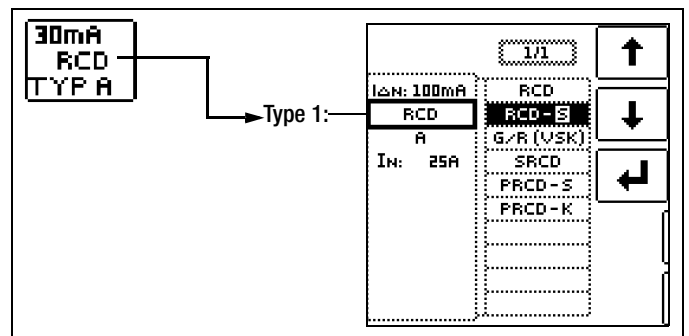 30mA
RCD
TYP A
Type 1:
1/1
I∆N: 100mA
RCD
A
IN: 25A
RCD
RCD-S
G/R (VSK)
SRCD
PRCD-S
PRCD-K